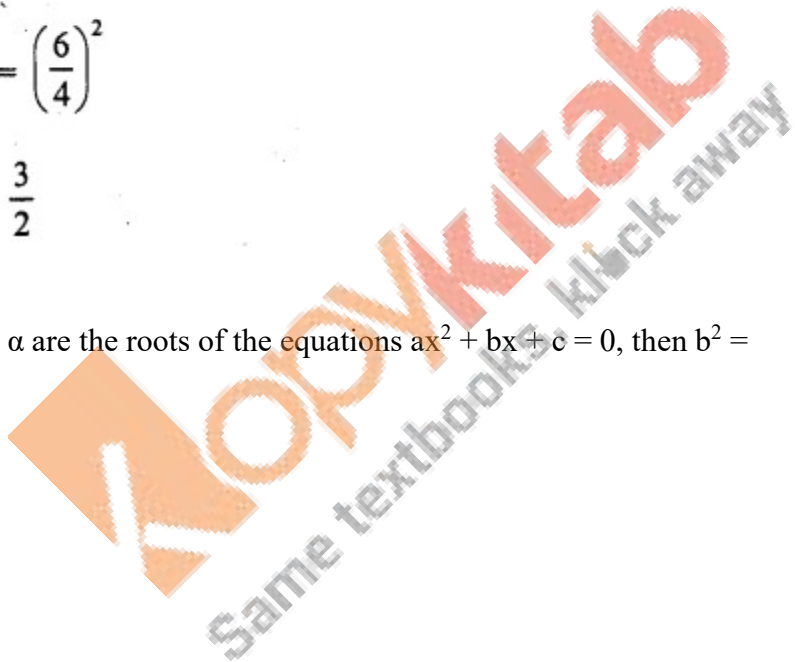 = (6/4)²
3/2
α are the roots of the equations ax² + bx + c = 0, then b² =
kopykitab
Same textbooks, klick away